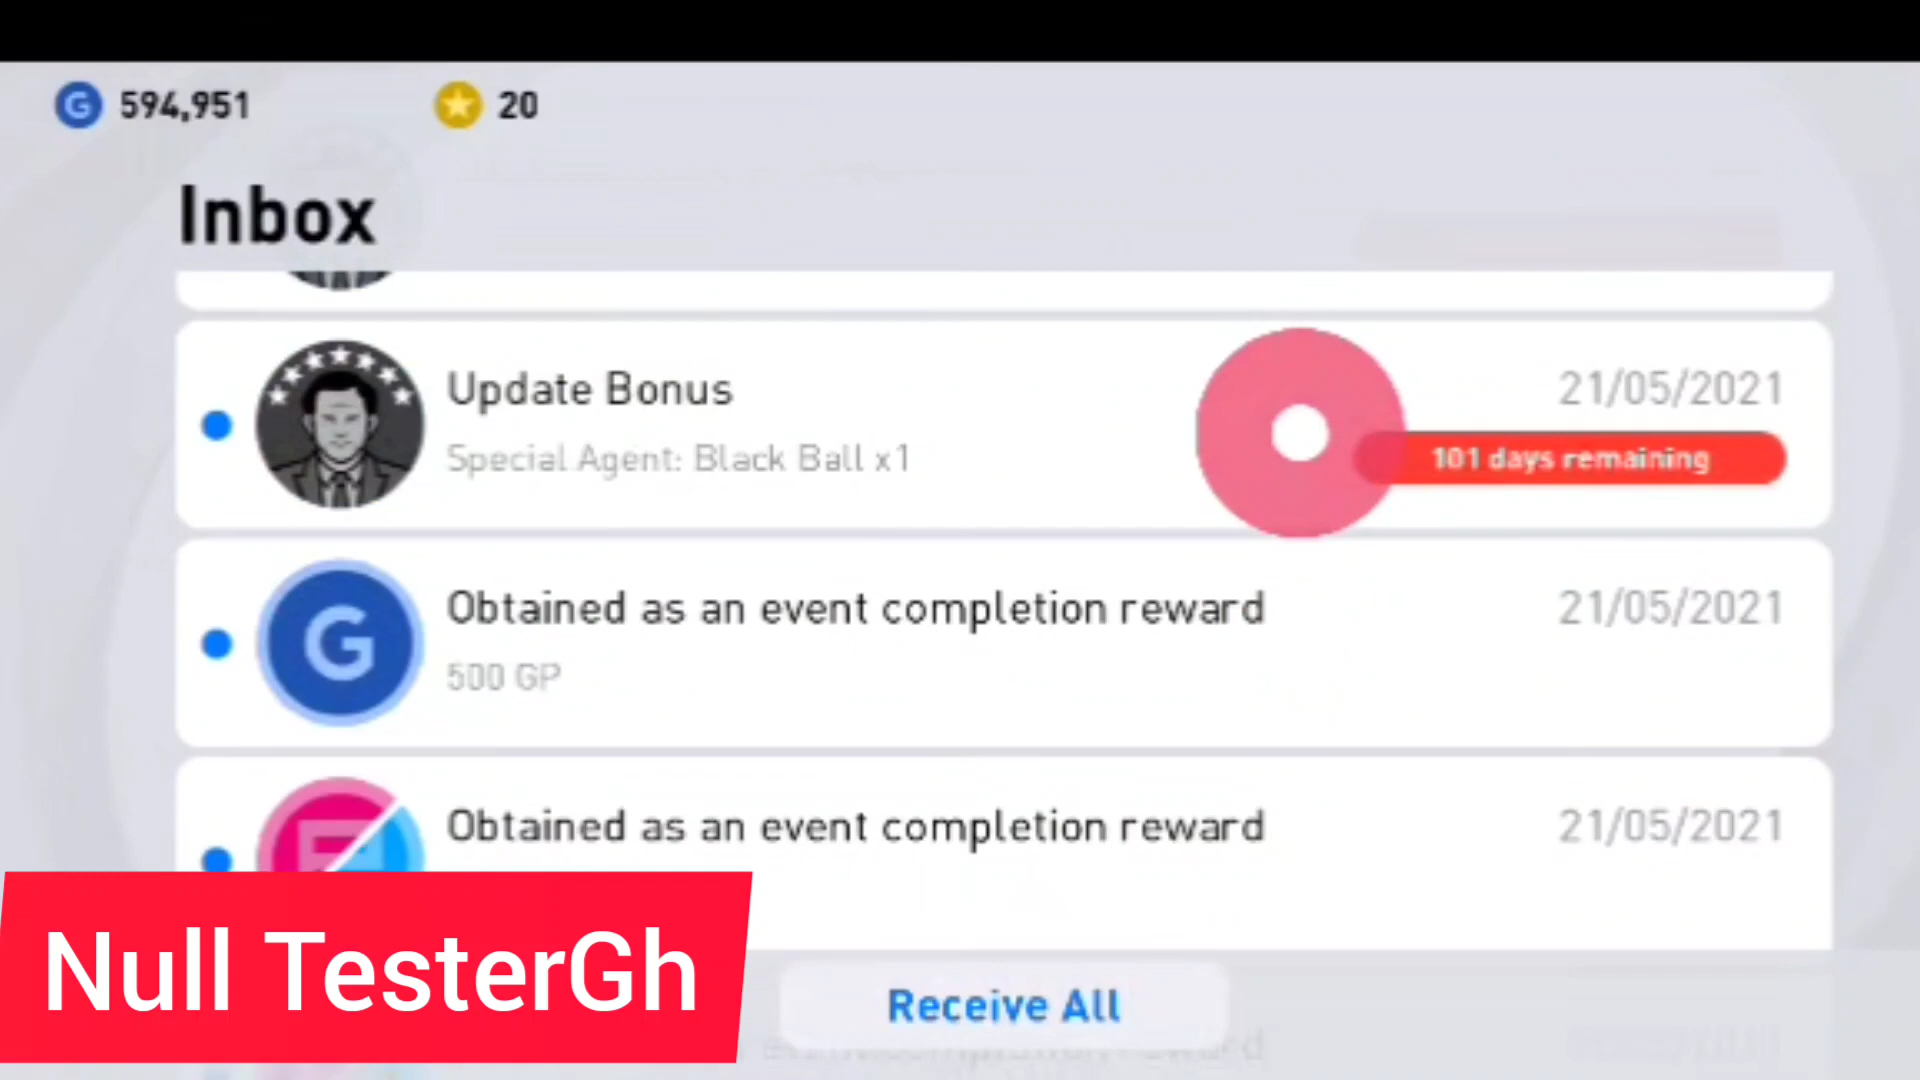 G 594,951 20
Inbox
Update Bonus 21/05/2021
Special Agent: Black Ball x1 101 days remaining
G Obtained as an event completion reward 21/05/2021
500 GP
Obtained as an event completion reward 21/05/2021
Null TesterGh
Receive All